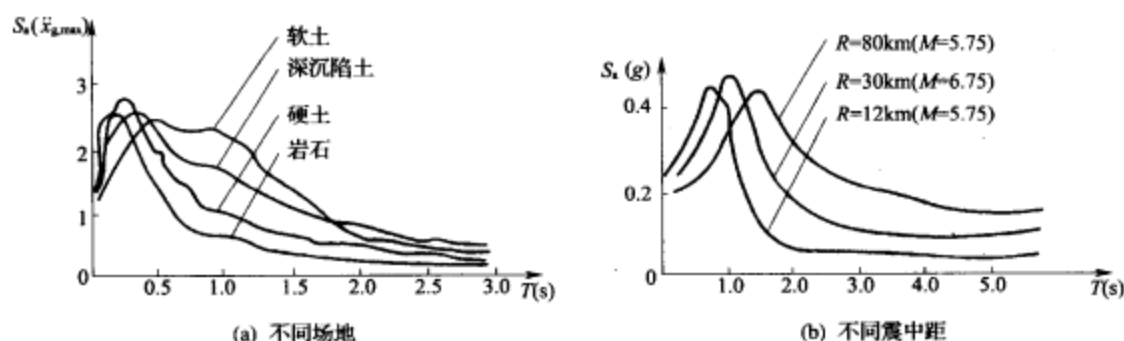 Sa(ẍg,max)
软土
深沉陷土
硬土
岩石
3
2
1
0
0.5
1.0
1.5
2.0
2.5
3.0
T(s)
(a) 不同场地
Sa (g)
R=80km(M=5.75)
R=30km(M=6.75)
R=12km(M=5.75)
0.4
0.2
0
1.0
2.0
3.0
4.0
5.0
T(s)
(b) 不同震中距